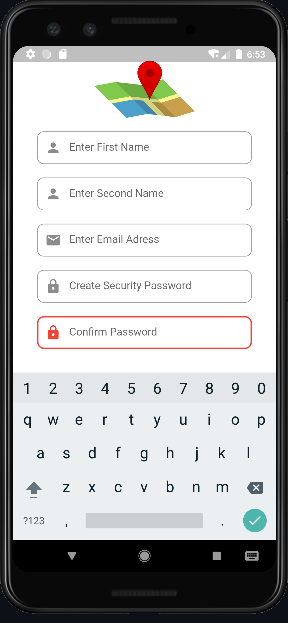 6:53
Enter First Name
Enter Second Name
Enter Email Adress
Create Security Password
Confirm Password
1 2 3 4 5 6 7 8 9 0
q w e r t y u i o p
a s d f g h j k l
z x c v b n m
?123 , .